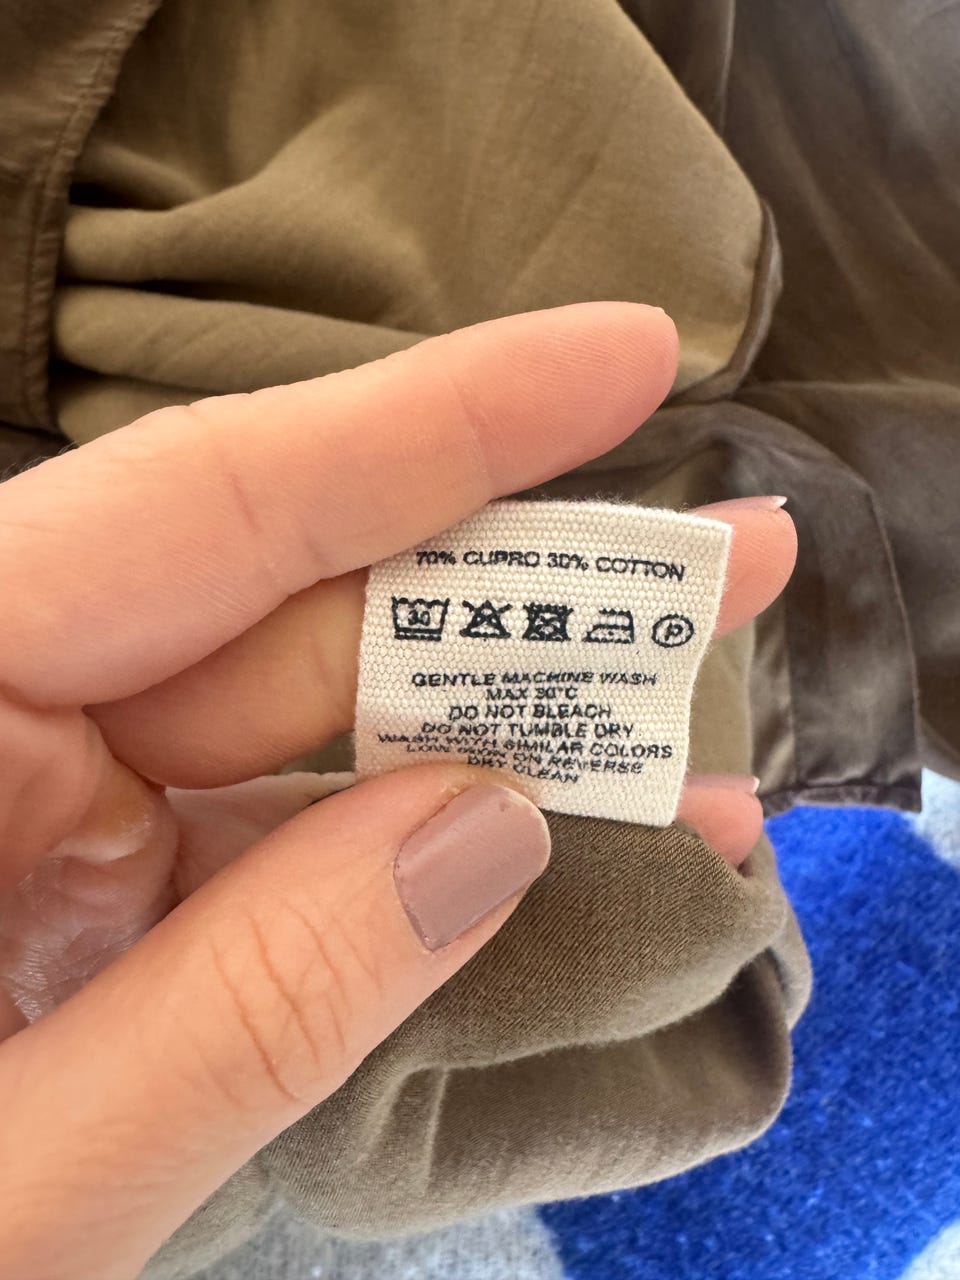 70% CUPRO 30% COTTON
30 P
GENTLE MACHINE WASH
MAX 30°C
DO NOT BLEACH
DO NOT TUMBLE DRY
WASH WITH SIMILAR COLORS
LOW IRON ON REVERSE
DRY CLEAN